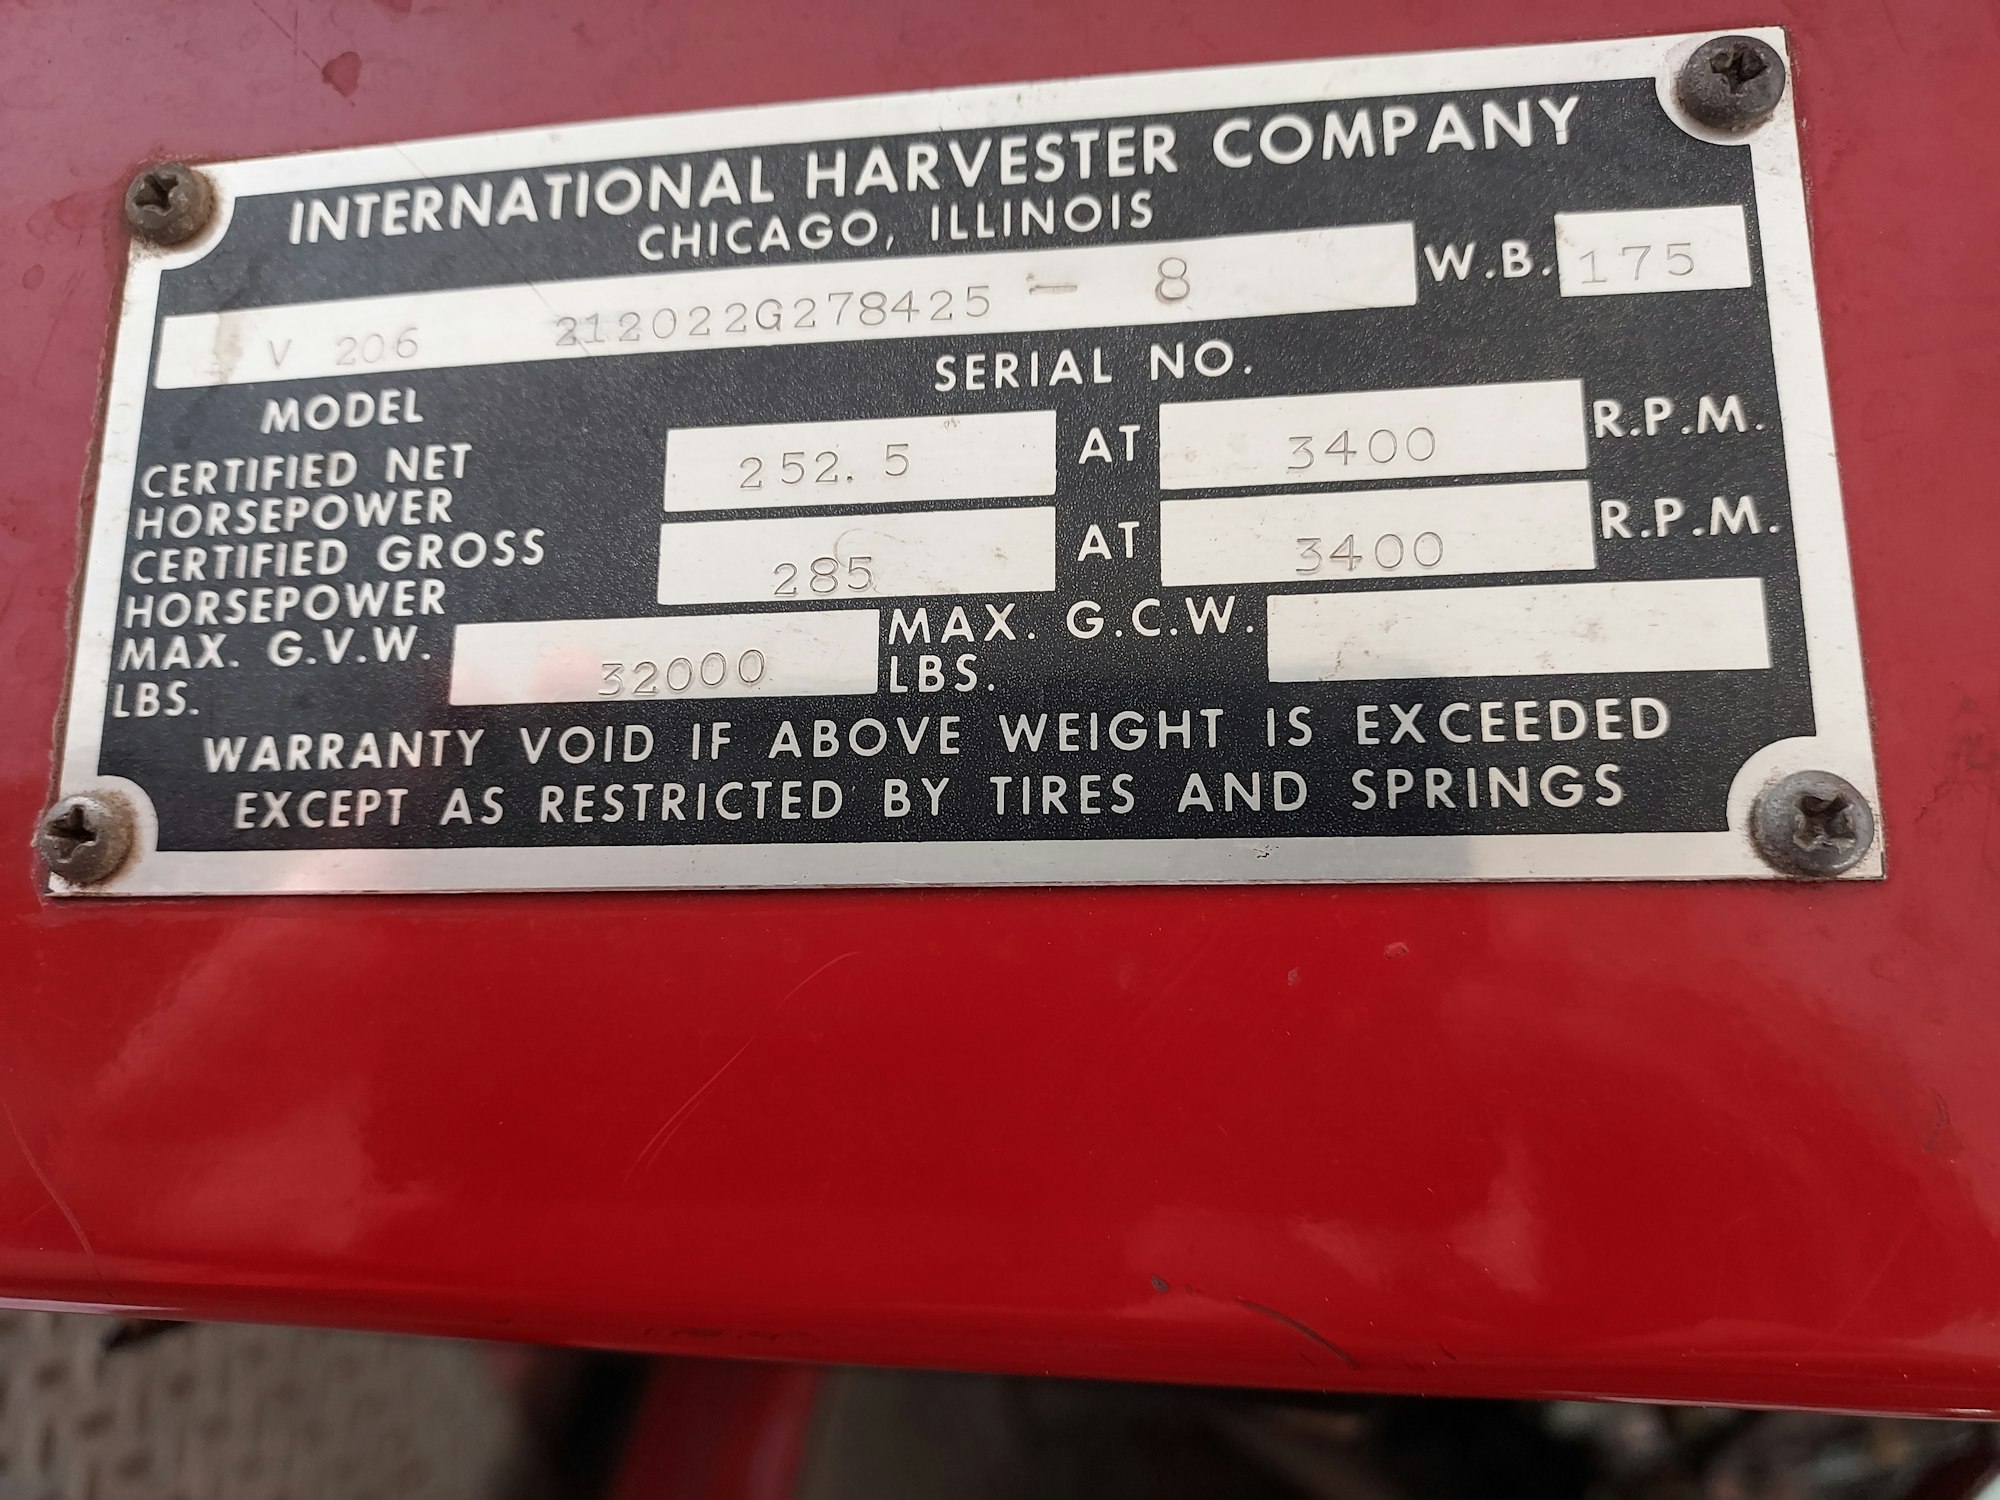 INTERNATIONAL HARVESTER COMPANY
CHICAGO, ILLINOIS
V 206 212022G278425 - 8 W.B. 175
MODEL SERIAL NO.
CERTIFIED NET HORSEPOWER 252.5 AT 3400 R.P.M.
CERTIFIED GROSS HORSEPOWER 285 AT 3400 R.P.M.
MAX. G.V.W. LBS. 32000 MAX. G.C.W. LBS.
WARRANTY VOID IF ABOVE WEIGHT IS EXCEEDED
EXCEPT AS RESTRICTED BY TIRES AND SPRINGS